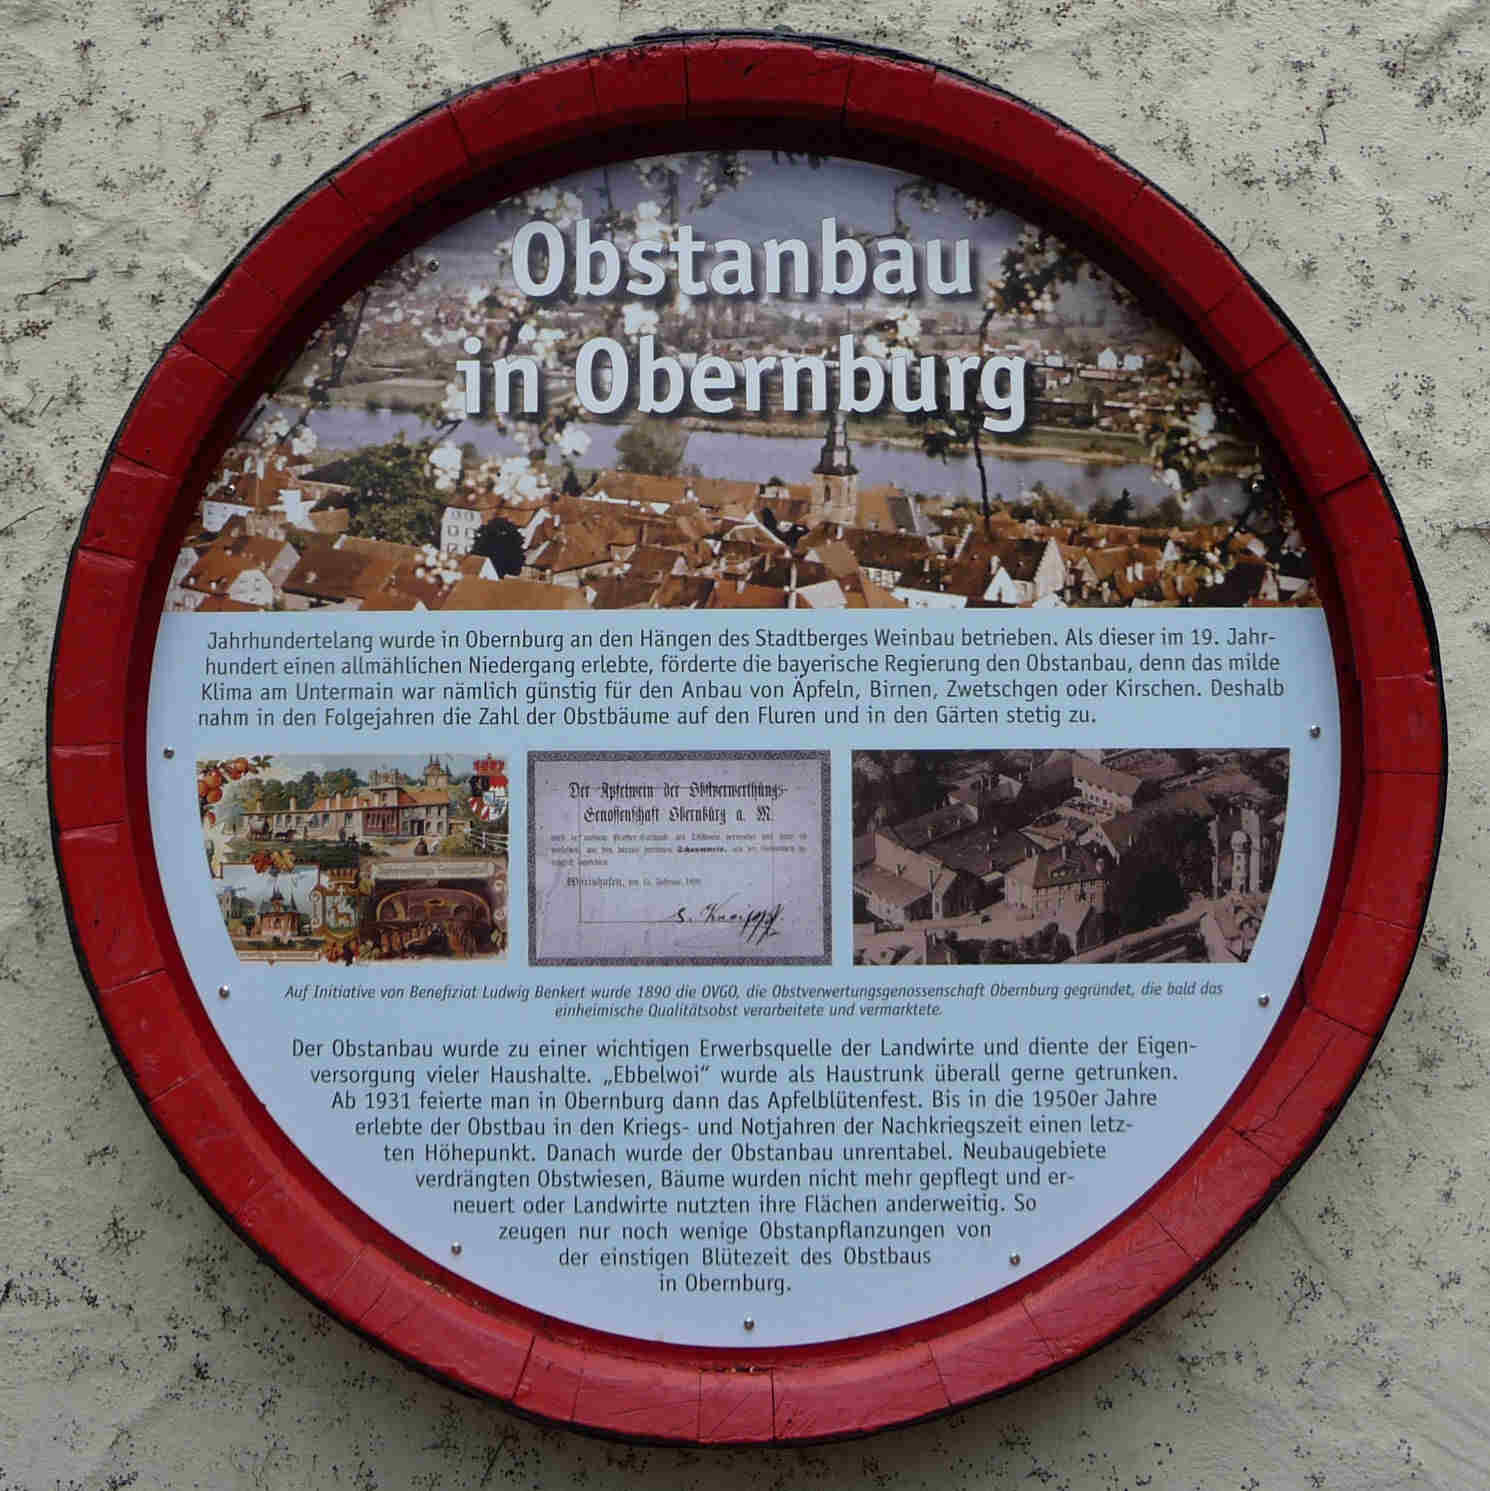 Obstanbau
in Obernburg
Jahrhundertelang wurde in Obernburg an den Hängen des Stadtberges Weinbau betrieben. Als dieser im 19. Jahr-
hundert einen allmählichen Niedergang erlebte, förderte die bayerische Regierung den Obstanbau, denn das milde
Klima am Untermain war nämlich günstig für den Anbau von Äpfeln, Birnen, Zwetschgen oder Kirschen. Deshalb
nahm in den Folgejahren die Zahl der Obstbäume auf den Fluren und in den Gärten stetig zu.
Der Apfelwein der Obstverwerthungs-
Genossenschaft Obernburg a. M.
Auf Initiative von Benefiziat Ludwig Benkert wurde 1890 die OVGO, die Obstverwertungsgenossenschaft Obernburg gegründet, die bald das
einheimische Qualitätsobst verarbeitete und vermarktete.
Der Obstanbau wurde zu einer wichtigen Erwerbsquelle der Landwirte und diente der Eigen-
versorgung vieler Haushalte. „Ebbelwoi“ wurde als Haustrunk überall gerne getrunken.
Ab 1931 feierte man in Obernburg dann das Apfelblütenfest. Bis in die 1950er Jahre
erlebte der Obstbau in den Kriegs- und Notjahren der Nachkriegszeit einen letz-
ten Höhepunkt. Danach wurde der Obstanbau unrentabel. Neubaugebiete
verdrängten Obstwiesen, Bäume wurden nicht mehr gepflegt und er-
neuert oder Landwirte nutzten ihre Flächen anderweitig. So
zeugen nur noch wenige Obstanpflanzungen von
der einstigen Blütezeit des Obstbaus
in Obernburg.